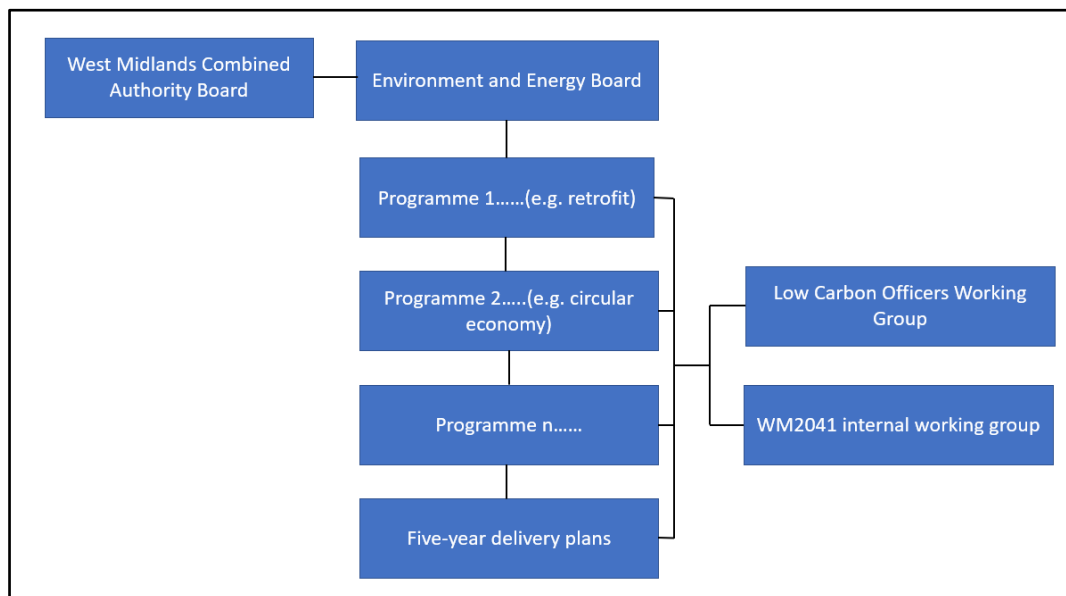 West Midlands Combined
Authority Board
Environment and Energy Board
Programme 1......(e.g. retrofit)
Programme 2.....(e.g. circular
economy)
Programme n......
Five-year delivery plans
Low Carbon Officers Working
Group
WM2041 internal working group